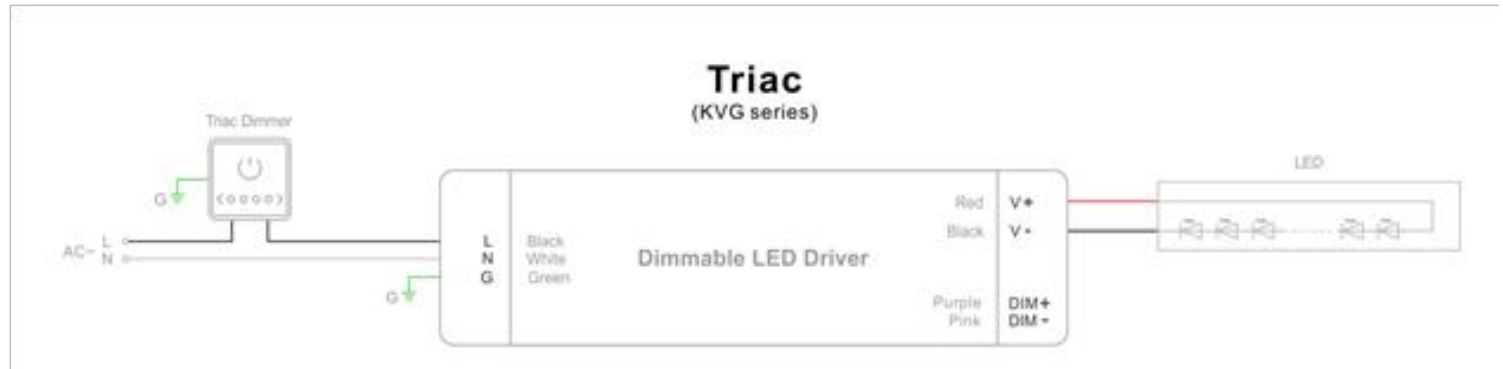 Triac
(KVG series)
Triac Dimmer
G
AC~ L
N
L Black
N White
G Green
G
Dimmable LED Driver
Red V+
Black V-
Purple DIM+
Pink DIM-
LED